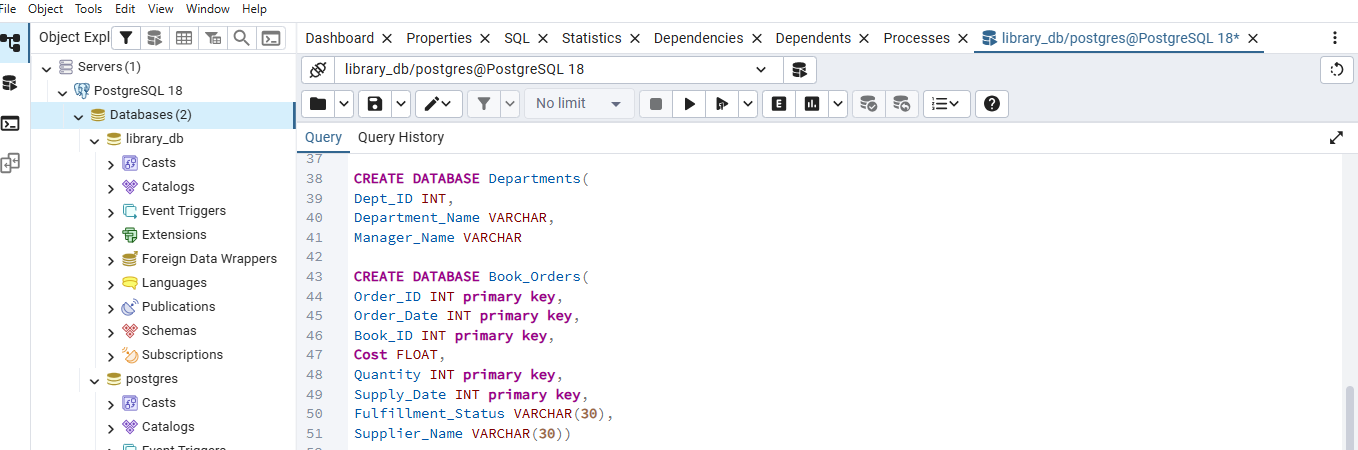 File Object Tools Edit View Window Help
Object Expl
Dashboard Properties SQL Statistics Dependencies Dependents Processes library_db/postgres@PostgreSQL 18*
Servers (1)
PostgreSQL 18
Databases (2)
library_db
Casts
Catalogs
Event Triggers
Extensions
Foreign Data Wrappers
Languages
Publications
Schemas
Subscriptions
postgres
Casts
Catalogs
Event Triggers
library_db/postgres@PostgreSQL 18
No limit
E
Query Query History
37
38 CREATE DATABASE Departments(
39 Dept_ID INT,
40 Department_Name VARCHAR,
41 Manager_Name VARCHAR
42
43 CREATE DATABASE Book_Orders(
44 Order_ID INT primary key,
45 Order_Date INT primary key,
46 Book_ID INT primary key,
47 Cost FLOAT,
48 Quantity INT primary key,
49 Supply_Date INT primary key,
50 Fulfillment_Status VARCHAR(30),
51 Supplier_Name VARCHAR(30))